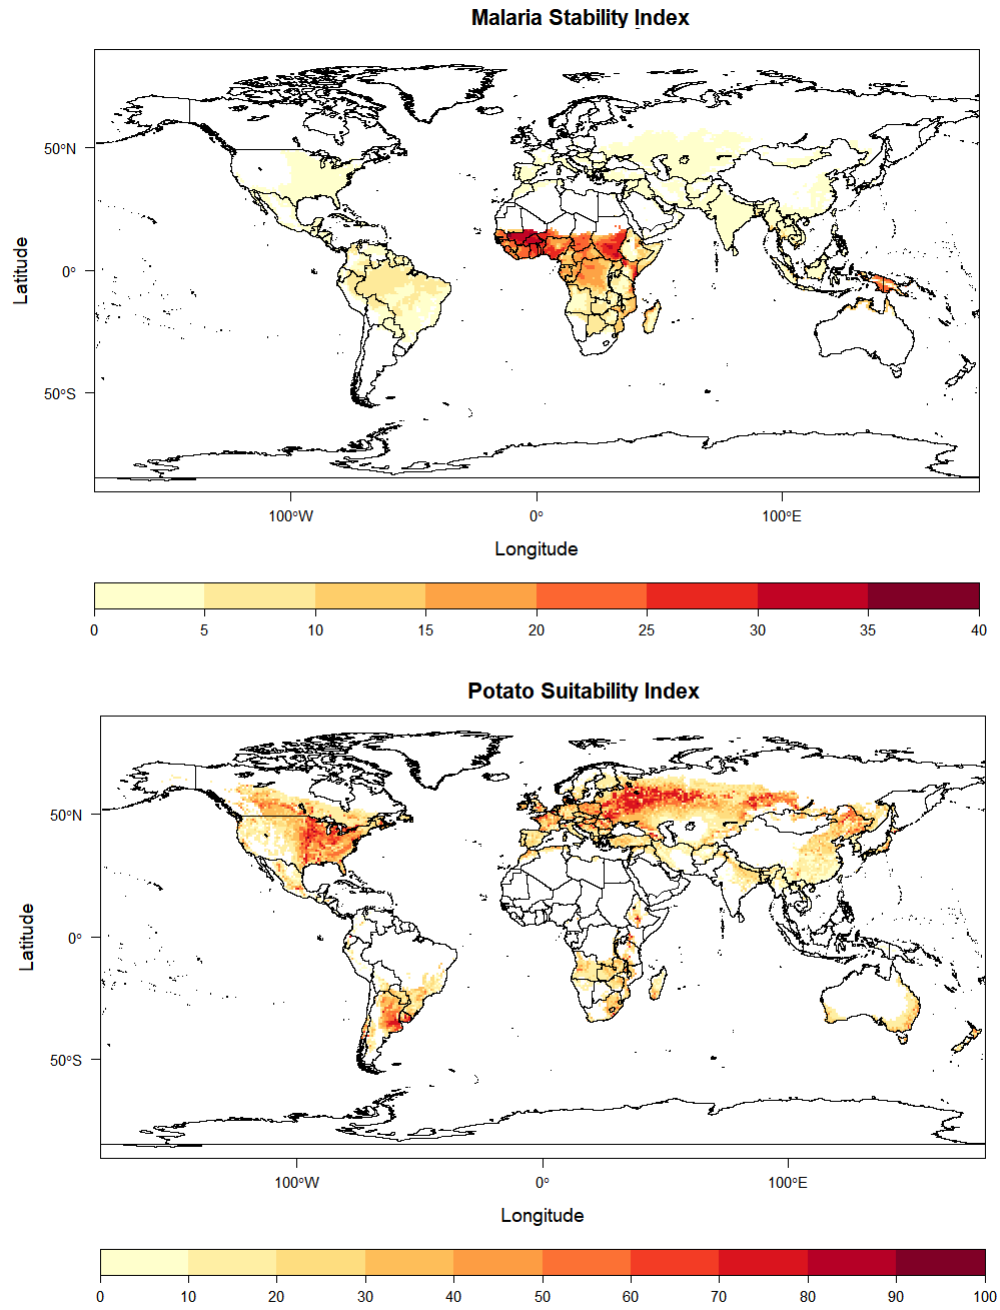 Malaria Stability Index
50°N
0°
50°S
Latitude
100°W 0° 100°E
Longitude
0 5 10 15 20 25 30 35 40
Potato Suitability Index
50°N
0°
50°S
Latitude
100°W 0° 100°E
Longitude
0 10 20 30 40 50 60 70 80 90 100